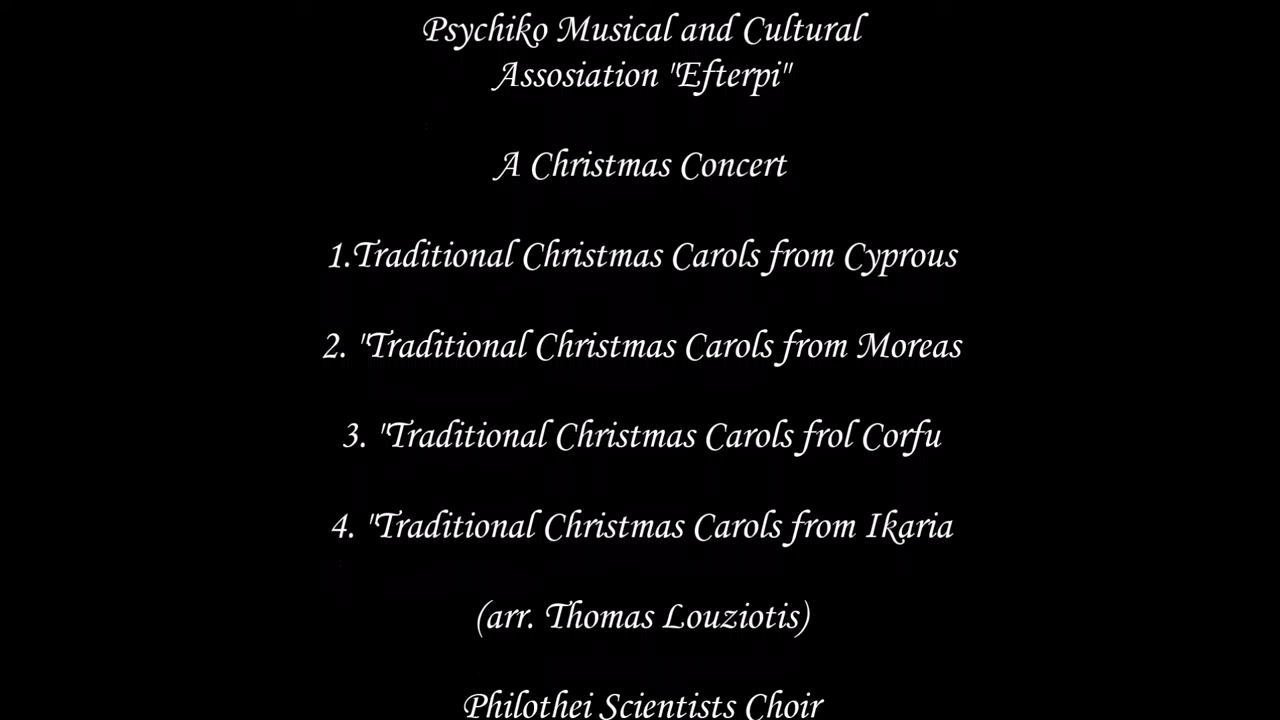 Psychiko Musical and Cultural
Assosiation "Efterpi"
A Christmas Concert
1.Traditional Christmas Carols from Cyprous
2. "Traditional Christmas Carols from Moreas
3. "Traditional Christmas Carols frol Corfu
4. "Traditional Christmas Carols from Ikaria
(arr. Thomas Louziotis)
Philothei Scientists Choir